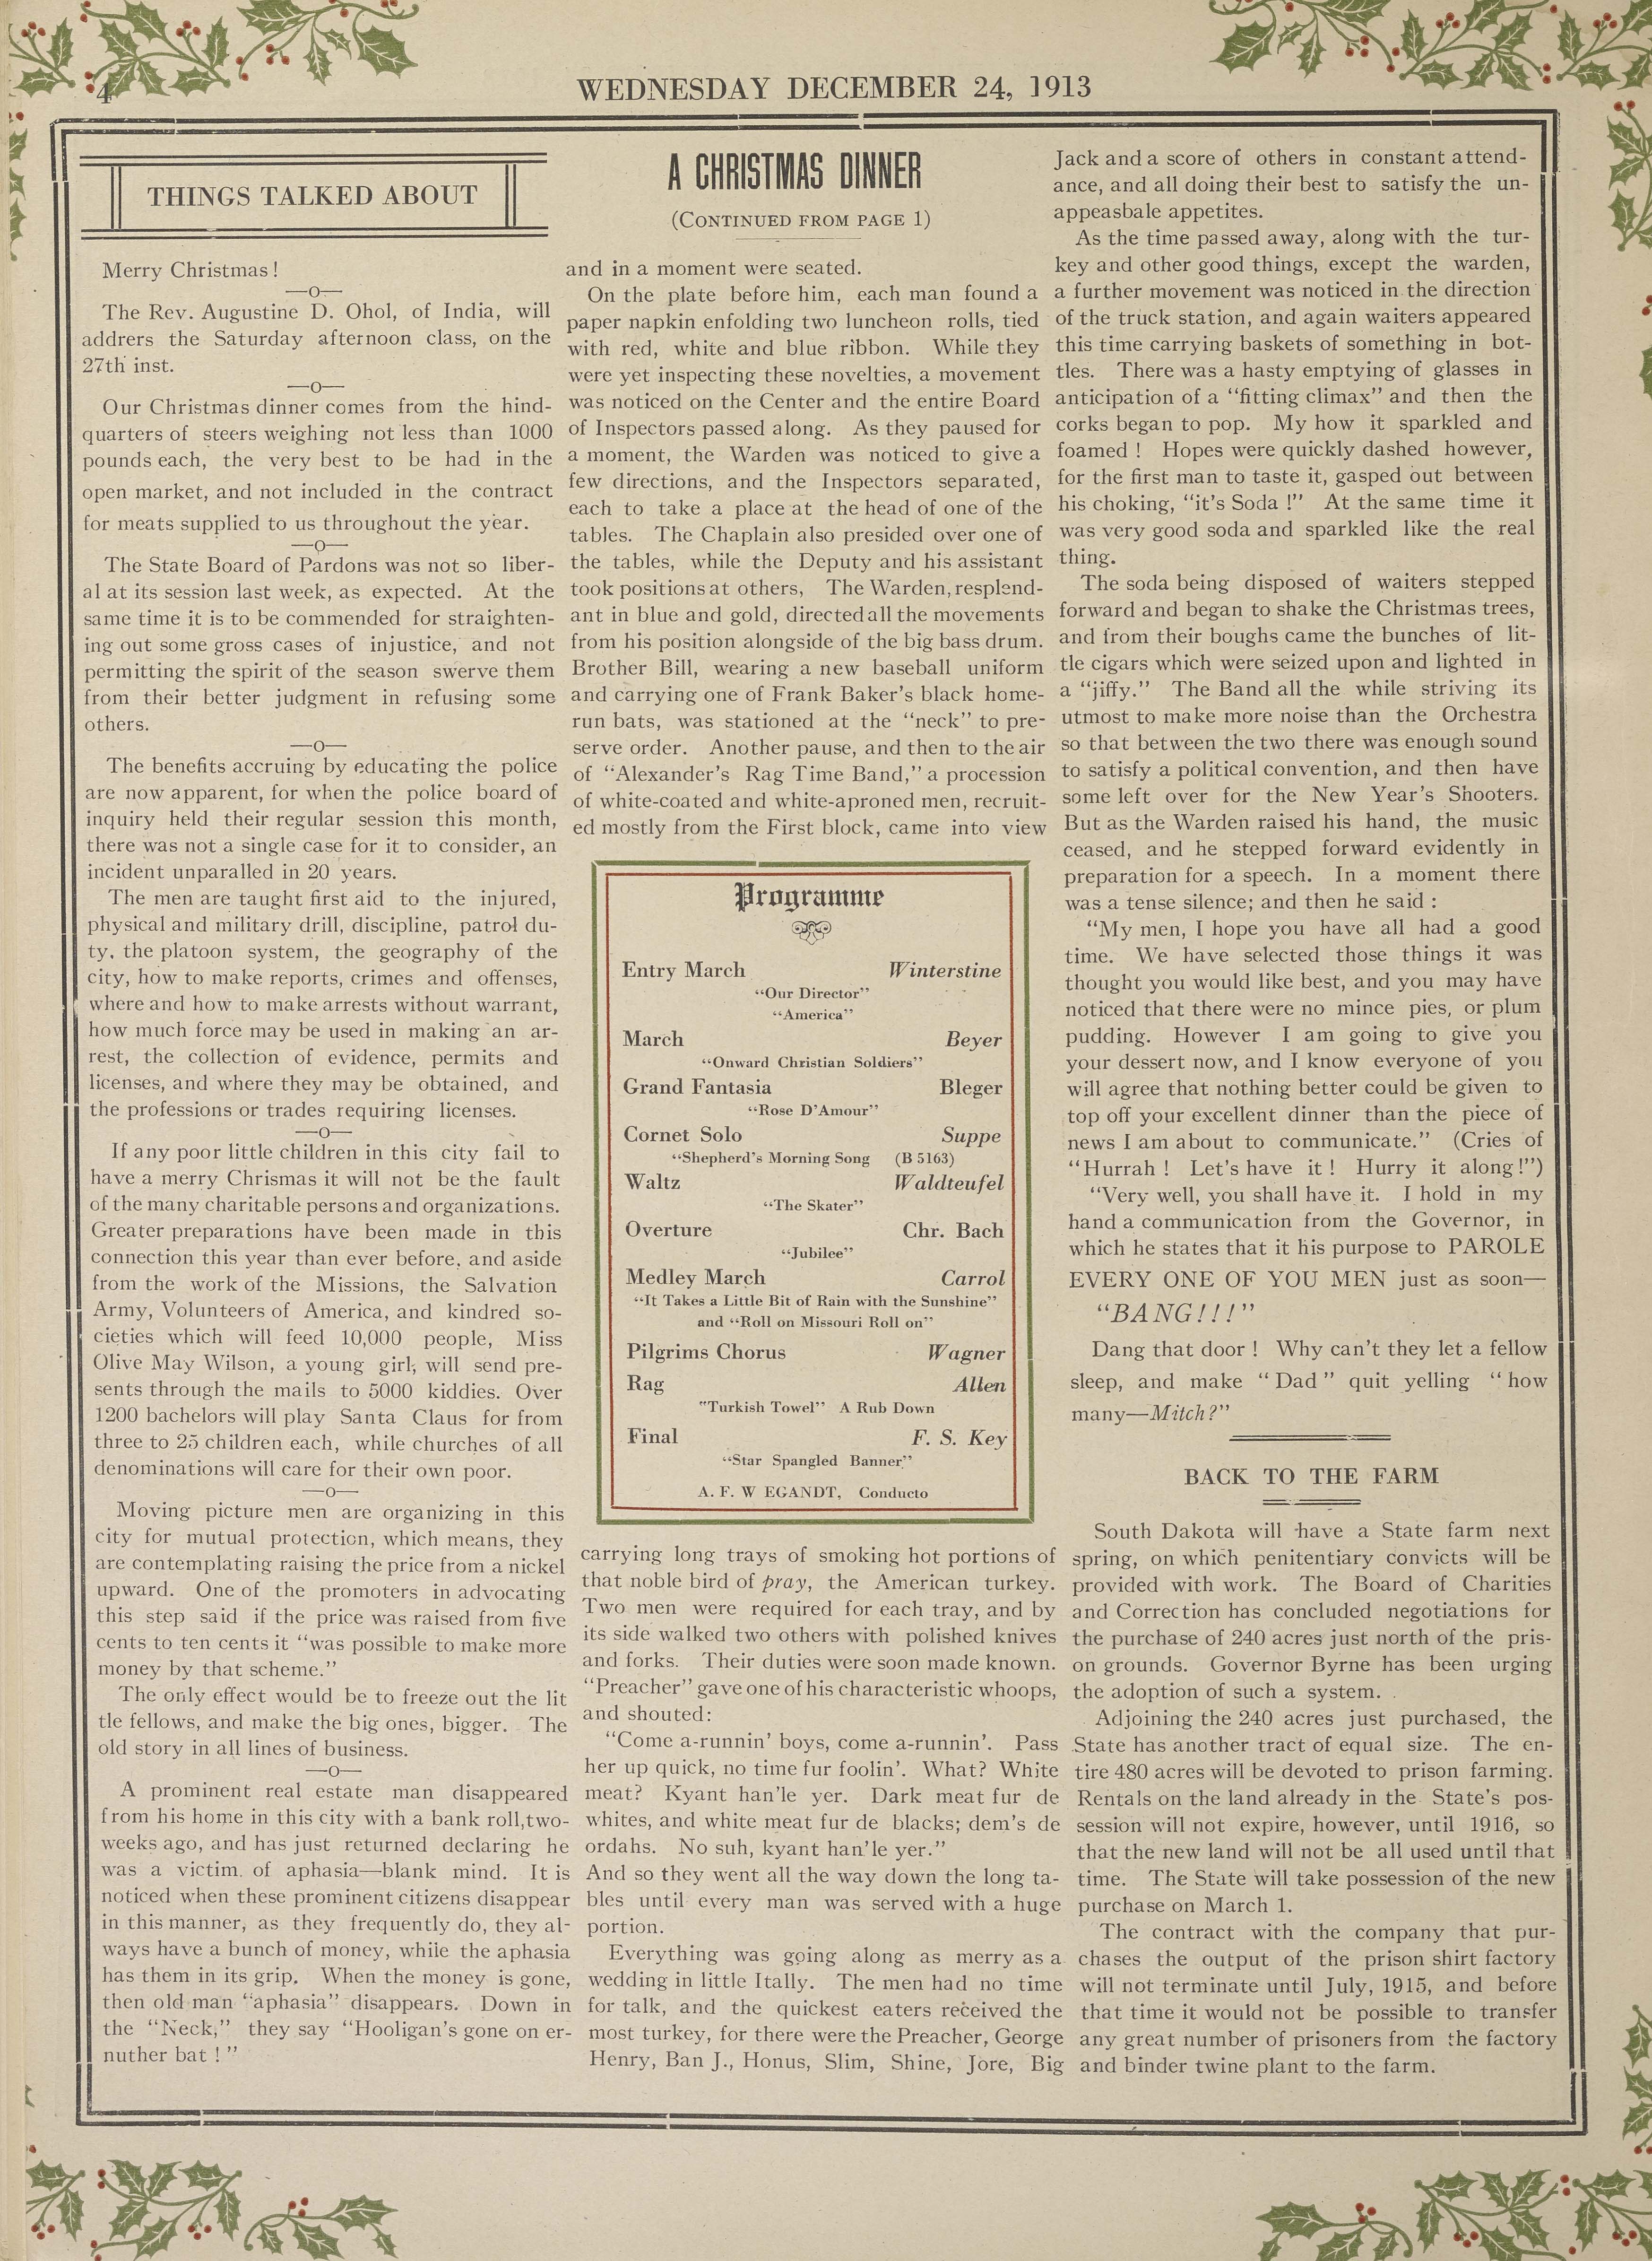 4
WEDNESDAY DECEMBER 24, 1913
THINGS TALKED ABOUT
Merry Christmas!
—o—
The Rev. Augustine D. Ohol, of India, will
addrers the Saturday afternoon class, on the
27th inst.
—o—
Our Christmas dinner comes from the hind-
quarters of steers weighing not less than 1000
pounds each, the very best to be had in the
open market, and not included in the contract
for meats supplied to us throughout the year.
—o—
The State Board of Pardons was not so liber-
al at its session last week, as expected. At the
same time it is to be commended for straighten-
ing out some gross cases of injustice, and not
permitting the spirit of the season swerve them
from their better judgment in refusing some
others.
—o—
The benefits accruing by educating the police
are now apparent, for when the police board of
inquiry held their regular session this month,
there was not a single case for it to consider, an
incident unparalled in 20 years.
The men are taught first aid to the injured,
physical and military drill, discipline, patrol du-
ty, the platoon system, the geography of the
city, how to make reports, crimes and offenses,
where and how to make arrests without warrant,
how much force may be used in making an ar-
rest, the collection of evidence, permits and
licenses, and where they may be obtained, and
the professions or trades requiring licenses.
—o—
If any poor little children in this city fail to
have a merry Chrismas it will not be the fault
of the many charitable persons and organizations.
Greater preparations have been made in this
connection this year than ever before, and aside
from the work of the Missions, the Salvation
Army, Volunteers of America, and kindred so-
cieties which will feed 10,000 people, Miss
Olive May Wilson, a young girl, will send pre-
sents through the mails to 5000 kiddies. Over
1200 bachelors will play Santa Claus for from
three to 25 children each, while churches of all
denominations will care for their own poor.
—o—
Moving picture men are organizing in this
city for mutual protection, which means, they
are contemplating raising the price from a nickel
upward. One of the promoters in advocating
this step said if the price was raised from five
cents to ten cents it "was possible to make more
money by that scheme."
The only effect would be to freeze out the lit
tle fellows, and make the big ones, bigger. The
old story in all lines of business.
—o—
A prominent real estate man disappeared
from his home in this city with a bank roll, two-
weeks ago, and has just returned declaring he
was a victim of aphasia—blank mind. It is
noticed when these prominent citizens disappear
in this manner, as they frequently do, they al-
ways have a bunch of money, while the aphasia
has them in its grip. When the money is gone,
then old man "aphasia" disappears. Down in
the "Neck," they say "Hooligan's gone on er-
nuther bat!"
A CHRISTMAS DINNER
(CONTINUED FROM PAGE 1)
and in a moment were seated.
On the plate before him, each man found a
paper napkin enfolding two luncheon rolls, tied
with red, white and blue ribbon. While they
were yet inspecting these novelties, a movement
was noticed on the Center and the entire Board
of Inspectors passed along. As they paused for
a moment, the Warden was noticed to give a
few directions, and the Inspectors separated,
each to take a place at the head of one of the
tables. The Chaplain also presided over one of
the tables, while the Deputy and his assistant
took positions at others, The Warden, resplend-
ant in blue and gold, directed all the movements
from his position alongside of the big bass drum.
Brother Bill, wearing a new baseball uniform
and carrying one of Frank Baker's black home-
run bats, was stationed at the "neck" to pre-
serve order. Another pause, and then to the air
of "Alexander's Rag Time Band," a procession
of white-coated and white-aproned men, recruit-
ed mostly from the First block, came into view
Programme
Entry March Winterstine
"Our Director"
"America"
March Beyer
"Onward Christian Soldiers"
Grand Fantasia Bleger
"Rose D'Amour"
Cornet Solo Suppe
"Shepherd's Morning Song (B 5163)
Waltz Waldteufel
"The Skater"
Overture Chr. Bach
"Jubilee"
Medley March Carrol
"It Takes a Little Bit of Rain with the Sunshine"
and "Roll on Missouri Roll on"
Pilgrims Chorus Wagner
Rag Allen
"Turkish Towel" A Rub Down
Final F. S. Key
"Star Spangled Banner"
A. F. W EGANDT, Conducto
carrying long trays of smoking hot portions of
that noble bird of pray, the American turkey.
Two men were required for each tray, and by
its side walked two others with polished knives
and forks. Their duties were soon made known.
"Preacher" gave one of his characteristic whoops,
and shouted:
"Come a-runnin' boys, come a-runnin'. Pass
her up quick, no time fur foolin'. What? White
meat? Kyant han'le yer. Dark meat fur de
whites, and white meat fur de blacks; dem's de
ordahs. No suh, kyant han'le yer."
And so they went all the way down the long ta-
bles until every man was served with a huge
portion.
Everything was going along as merry as a
wedding in little Itally. The men had no time
for talk, and the quickest eaters received the
most turkey, for there were the Preacher, George
Henry, Ban J., Honus, Slim, Shine, Jore, Big
Jack and a score of others in constant attend-
ance, and all doing their best to satisfy the un-
appeasbale appetites.
As the time passed away, along with the tur-
key and other good things, except the warden,
a further movement was noticed in the direction
of the truck station, and again waiters appeared
this time carrying baskets of something in bot-
tles. There was a hasty emptying of glasses in
anticipation of a "fitting climax" and then the
corks began to pop. My how it sparkled and
foamed! Hopes were quickly dashed however,
for the first man to taste it, gasped out between
his choking, "it's Soda!" At the same time it
was very good soda and sparkled like the real
thing.
The soda being disposed of waiters stepped
forward and began to shake the Christmas trees,
and from their boughs came the bunches of lit-
tle cigars which were seized upon and lighted in
a "jiffy." The Band all the while striving its
utmost to make more noise than the Orchestra
so that between the two there was enough sound
to satisfy a political convention, and then have
some left over for the New Year's Shooters.
But as the Warden raised his hand, the music
ceased, and he stepped forward evidently in
preparation for a speech. In a moment there
was a tense silence; and then he said:
"My men, I hope you have all had a good
time. We have selected those things it was
thought you would like best, and you may have
noticed that there were no mince pies, or plum
pudding. However I am going to give you
your dessert now, and I know everyone of you
will agree that nothing better could be given to
top off your excellent dinner than the piece of
news I am about to communicate." (Cries of
"Hurrah! Let's have it! Hurry it along!")
"Very well, you shall have it. I hold in my
hand a communication from the Governor, in
which he states that it his purpose to PAROLE
EVERY ONE OF YOU MEN just as soon—
"BANG!!!"
Dang that door! Why can't they let a fellow
sleep, and make "Dad" quit yelling "how
many—Mitch?"
BACK TO THE FARM
South Dakota will have a State farm next
spring, on which penitentiary convicts will be
provided with work. The Board of Charities
and Correction has concluded negotiations for
the purchase of 240 acres just north of the pris-
on grounds. Governor Byrne has been urging
the adoption of such a system.
Adjoining the 240 acres just purchased, the
State has another tract of equal size. The en-
tire 480 acres will be devoted to prison farming.
Rentals on the land already in the State's pos-
session will not expire, however, until 1916, so
that the new land will not be all used until that
time. The State will take possession of the new
purchase on March 1.
The contract with the company that pur-
chases the output of the prison shirt factory
will not terminate until July, 1915, and before
that time it would not be possible to transfer
any great number of prisoners from the factory
and binder twine plant to the farm.